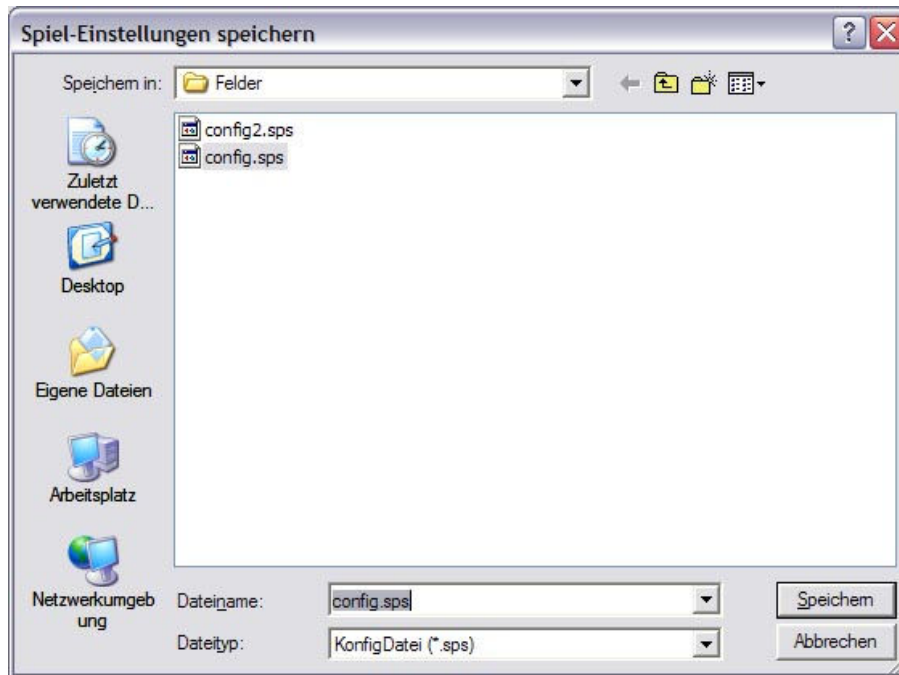 Spiel-Einstellungen speichern
Speichern in: Felder
config2.sps
config.sps
Zuletzt
verwendete D...
Desktop
Eigene Dateien
Arbeitsplatz
Netzwerkumgeb
ung
Dateiname: config.sps Speichern
Dateityp: KonfigDatei (*.sps) Abbrechen